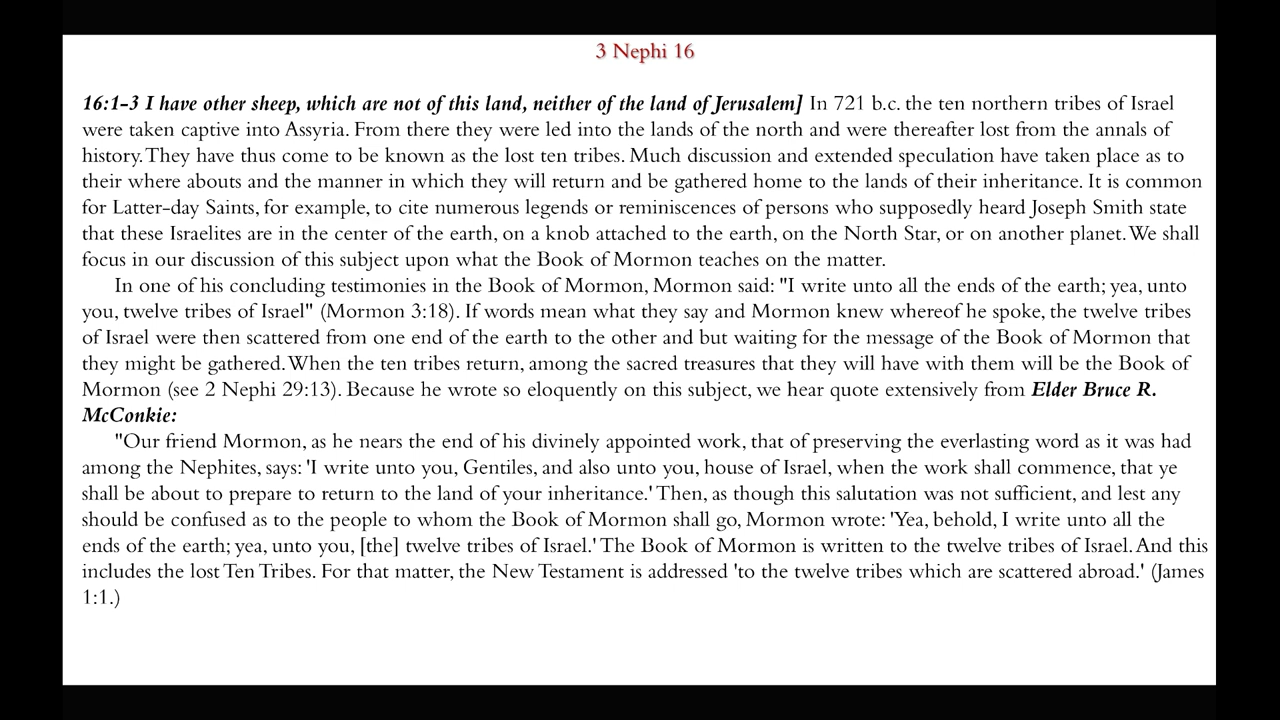 3 Nephi 16
16:1-3 I have other sheep, which are not of this land, neither of the land of Jerusalem] In 721 b.c. the ten northern tribes of Israel
were taken captive into Assyria. From there they were led into the lands of the north and were thereafter lost from the annals of
history. They have thus come to be known as the lost ten tribes. Much discussion and extended speculation have taken place as to
their where abouts and the manner in which they will return and be gathered home to the lands of their inheritance. It is common
for Latter-day Saints, for example, to cite numerous legends or reminiscences of persons who supposedly heard Joseph Smith state
that these Israelites are in the center of the earth, on a knob attached to the earth, on the North Star, or on another planet. We shall
focus in our discussion of this subject upon what the Book of Mormon teaches on the matter.
In one of his concluding testimonies in the Book of Mormon, Mormon said: "I write unto all the ends of the earth; yea, unto
you, twelve tribes of Israel" (Mormon 3:18). If words mean what they say and Mormon knew whereof he spoke, the twelve tribes
of Israel were then scattered from one end of the earth to the other and but waiting for the message of the Book of Mormon that
they might be gathered. When the ten tribes return, among the sacred treasures that they will have with them will be the Book of
Mormon (see 2 Nephi 29:13). Because he wrote so eloquently on this subject, we hear quote extensively from Elder Bruce R.
McConkie:
"Our friend Mormon, as he nears the end of his divinely appointed work, that of preserving the everlasting word as it was had
among the Nephites, says: 'I write unto you, Gentiles, and also unto you, house of Israel, when the work shall commence, that ye
shall be about to prepare to return to the land of your inheritance.' Then, as though this salutation was not sufficient, and lest any
should be confused as to the people to whom the Book of Mormon shall go, Mormon wrote: 'Yea, behold, I write unto all the
ends of the earth; yea, unto you, [the] twelve tribes of Israel.' The Book of Mormon is written to the twelve tribes of Israel. And this
includes the lost Ten Tribes. For that matter, the New Testament is addressed 'to the twelve tribes which are scattered abroad.' (James
1:1.)